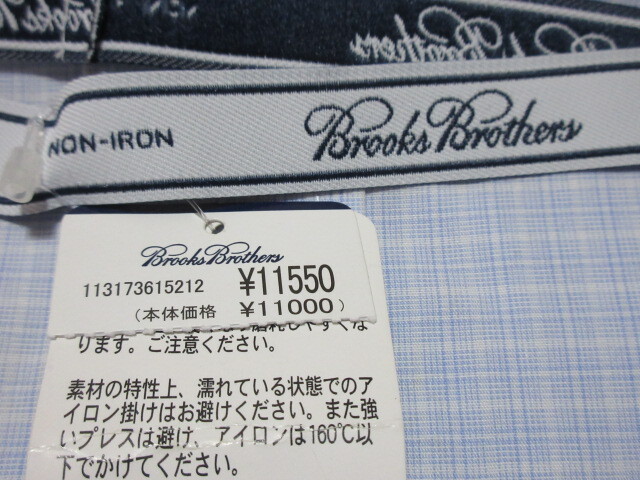 Brooks Brothers
NON-IRON
Brooks Brothers
Brooks Brothers
113173615212 ¥11550
(本体価格 ¥11000)
ります。ご注意ください。
素材の特性上、濡れている状態でのア
イロン掛けはお避けください。また強
いプレスは避け、アイロンは160℃以
下でかけてください。